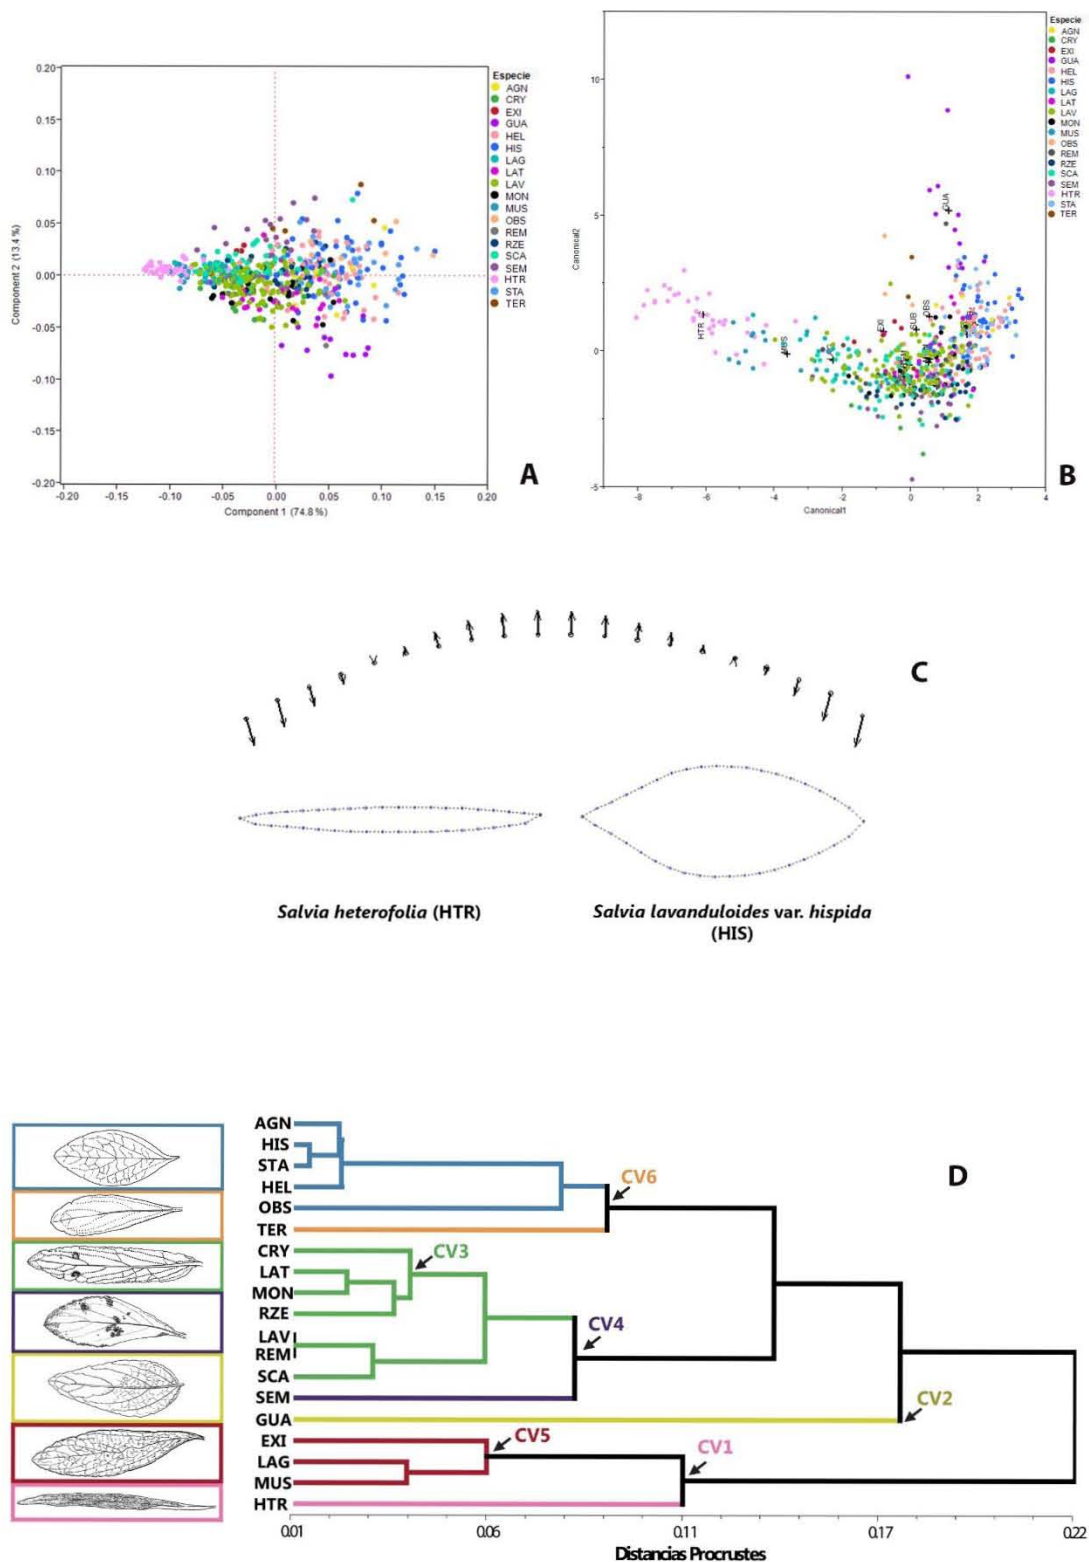 0.20
0.15
0.10
0.05
0.00
-0.05
-0.10
-0.15
-0.20
-0.20
-0.15
-0.10
-0.05
0.00
0.05
0.10
0.15
0.20
Component 2 (13.4 %)
Component 1 (74.8 %)
Especie
AGN
CRY
EXI
GUA
HEL
HIS
LAG
LAT
LAV
MON
MUS
OBS
REM
RZE
SCA
SEM
HTR
STA
TER
A
10
5
0
-5
-8
-6
-4
-2
0
2
4
Canonical2
Canonical1
GUA
OBS
SUB
EXI
HTR
Especie
AGN
CRY
EXI
GUA
HEL
HIS
LAG
LAT
LAV
MON
MUS
OBS
REM
RZE
SCA
SEM
HTR
STA
TER
B
C
Salvia heterofolia (HTR)
Salvia lavanduloides var. hispida
(HIS)
D
AGN
HIS
STA
HEL
OBS
TER
CRY
LAT
MON
RZE
LAV
REM
SCA
SEM
GUA
EXI
LAG
MUS
HTR
CV6
CV3
CV4
CV2
CV5
CV1
0.01
0.06
0.11
0.17
0.22
Distancias Procrustes